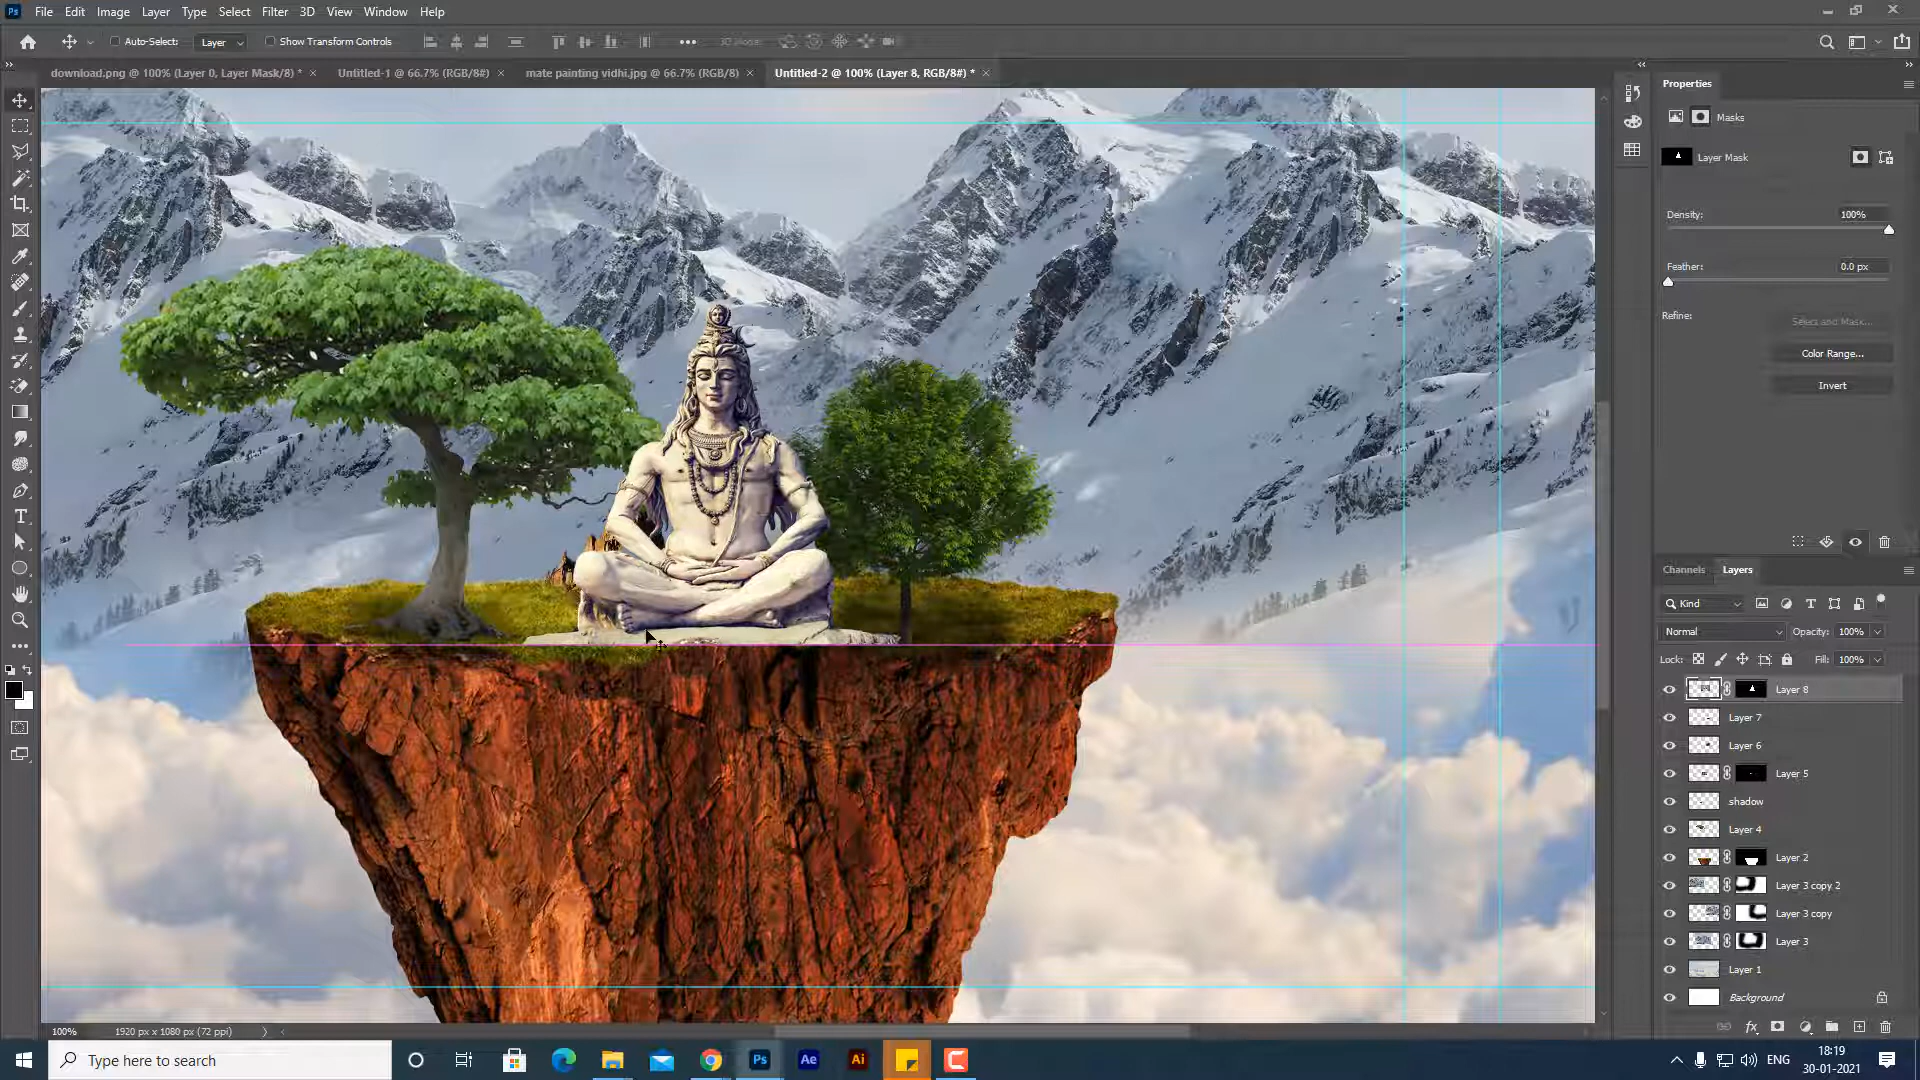 Ps File Edit Image Layer Type Select Filter 3D View Window Help
Auto-Select: Layer Show Transform Controls 3D Mode:
download.png @ 100% (Layer 0, Layer Mask/8) * × Untitled-1 @ 66.7% (RGB/8#) × mate painting vidhi.jpg @ 66.7% (RGB/8) × Untitled-2 @ 100% (Layer 8, RGB/8#) * ×
Properties
Masks
Layer Mask
Density: 100%
Feather: 0.0 px
Refine: Select and Mask...
Color Range...
Invert
Channels Layers
Kind
Normal Opacity: 100%
Lock: Fill: 100%
Layer 8
Layer 7
Layer 6
Layer 5
shadow
Layer 4
Layer 2
Layer 3 copy 2
Layer 3 copy
Layer 3
Layer 1
Background
100% 1920 px x 1080 px (72 ppi)
Type here to search
Ps Ae Ai
ENG
18:19
30-01-2021